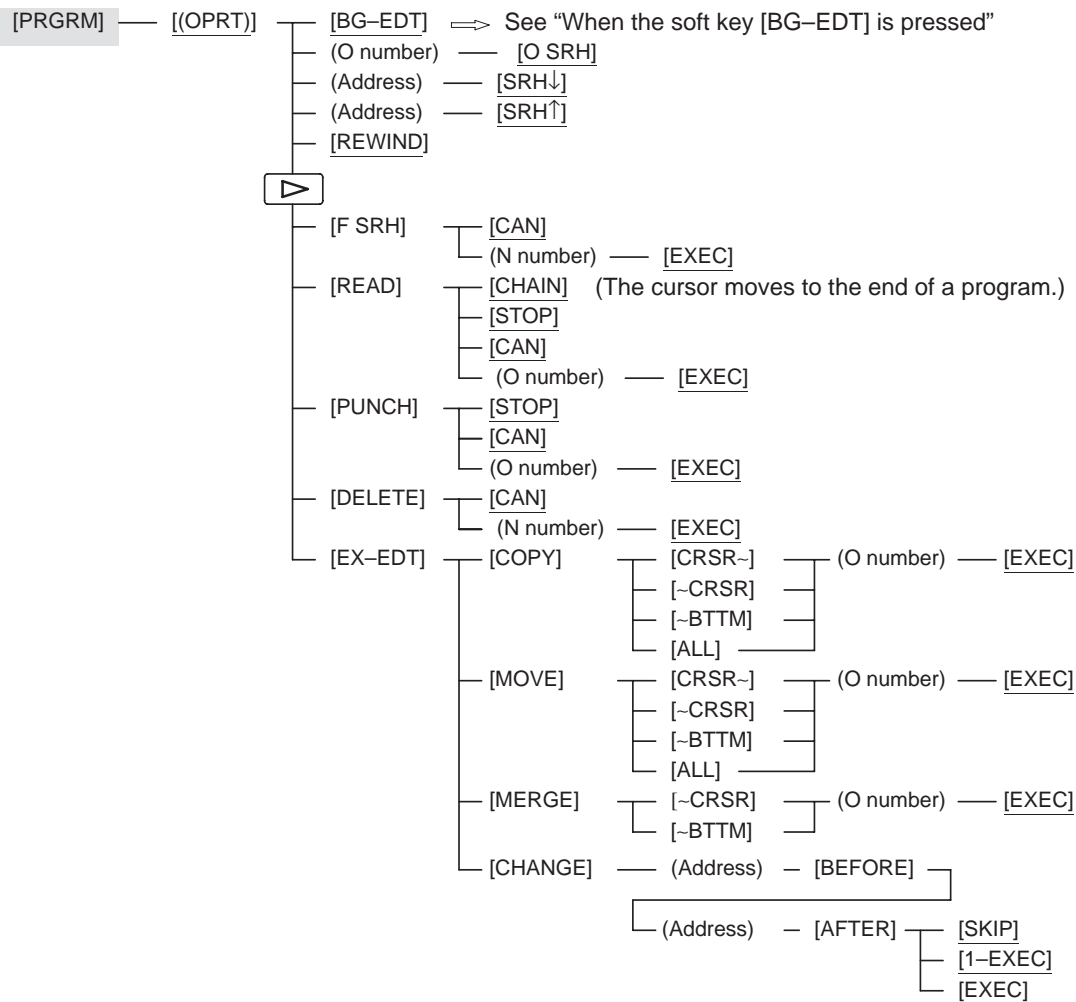 [PRGRM] [(OPRT)] [BG–EDT] See “When the soft key [BG–EDT] is pressed”
(O number) [O SRH]
(Address) [SRH↓]
(Address) [SRH↑]
[REWIND]
[F SRH] [CAN]
(N number) [EXEC]
[READ] [CHAIN] (The cursor moves to the end of a program.)
[STOP]
[CAN]
(O number) [EXEC]
[PUNCH] [STOP]
[CAN]
(O number) [EXEC]
[DELETE] [CAN]
(N number) [EXEC]
[EX–EDT] [COPY] [CRSR~] (O number) [EXEC]
[~CRSR]
[~BTTM]
[ALL]
[MOVE] [CRSR~] (O number) [EXEC]
[~CRSR]
[~BTTM]
[ALL]
[MERGE] [~CRSR] (O number) [EXEC]
[~BTTM]
[CHANGE] (Address) [BEFORE]
(Address) [AFTER] [SKIP]
[1–EXEC]
[EXEC]